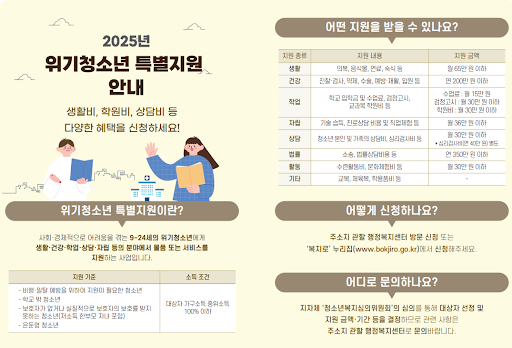 2025년
위기청소년 특별지원
안내
생활비, 학원비, 상담비 등
다양한 혜택을 신청하세요!
위기청소년 특별지원이란?
사회·경제적으로 어려움을 겪는 9~24세의 위기청소년에게
생활·건강·학업·상담·자립 등의 분야에서 물품 또는 서비스를
지원하는 사업입니다.
지원 기준 소득 조건
- 비행·일탈 예방을 위하여 지원이 필요한 청소년
- 학교 밖 청소년
- 보호자가 없거나 실질적으로 보호자의 보호를 받지
못하는 청소년(저소득 한부모 자녀 포함)
- 은둔형 청소년
대상자 가구소득 중위소득
100% 이하
어떤 지원을 받을 수 있나요?
지원 종류 지원 내용 지원 금액
생활 의복, 음식물, 연료, 숙식 등 월 65만 원 이하
건강 진찰·검사, 약제, 수술, 예방·재활, 입원 등 연 200만 원 이하
학업 학교 입학금 및 수업료, 검정고시,
교과목 학원비 등
수업료 : 월 15만 원
검정고시 : 월 30만 원 이하
학원비 : 월 30만 원 이하
자립 기술 습득, 진로상담 비용 및 직업체험 등 월 36만 원 이하
상담 청소년 본인 및 가족의 상담비, 심리검사비 등 월 30만 원 이하
• 심리검사비(연 40만 원) 별도
법률 소송, 법률상담비용 등 연 350만 원 이하
활동 수련활동비, 문화체험비 등 월 30만 원 이하
기타 교복, 체육복, 학용품비 등 -
어떻게 신청하나요?
주소지 관할 행정복지센터 방문 신청 또는
'복지로' 누리집(www.bokjiro.go.kr)에서 신청해주세요.
어디로 문의하나요?
지자체 '청소년복지심의위원회'의 심의를 통해 대상자 선정 및
지원 금액·기간 등을 결정하므로 관련 사항은
주소지 관할 행정복지센터로 문의바랍니다.